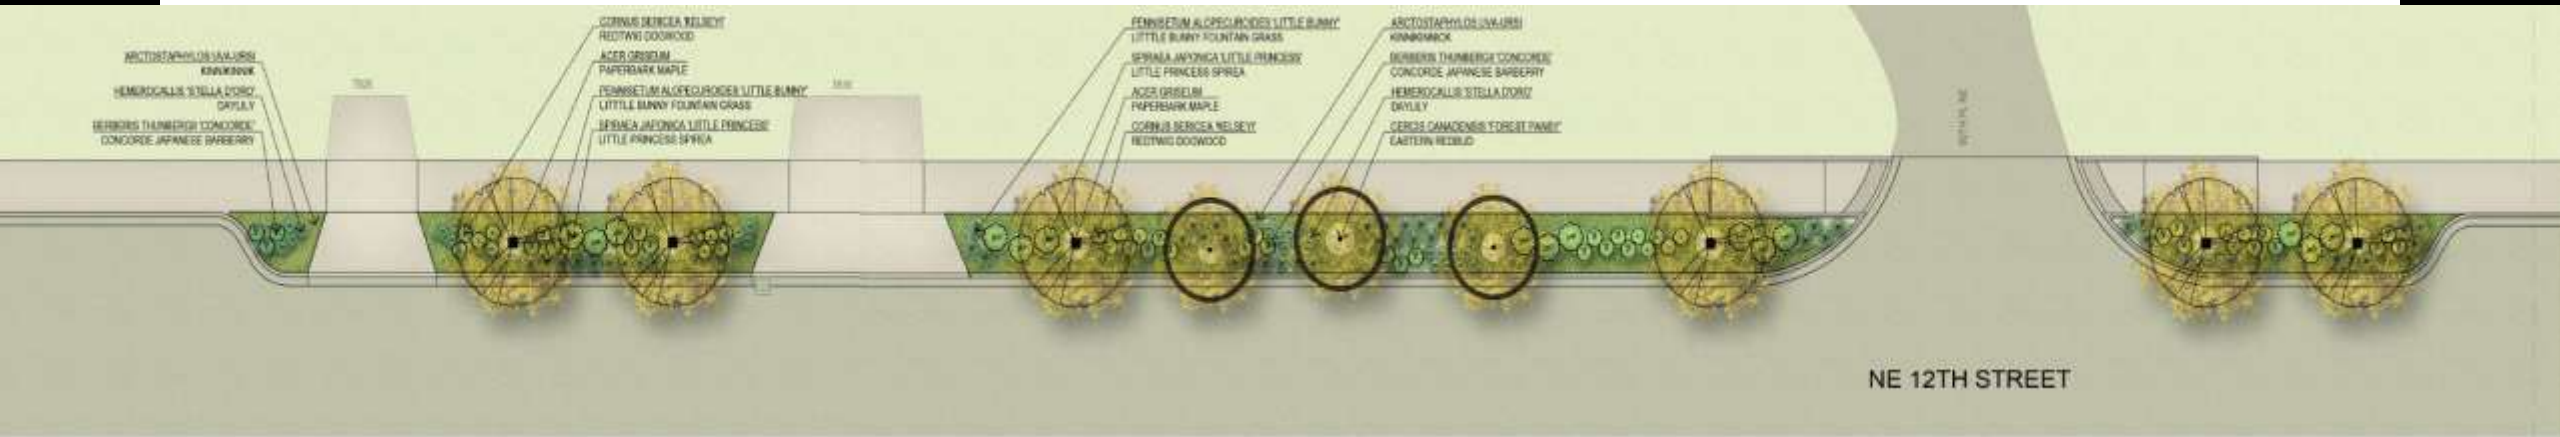 ARCTOSTAPHYLOS UVA-URSI
KINNIKINNIK
HEMEROCALLIS 'STELLA D'ORO'
DAYLILY
BERBERIS THUNBERGII 'CONCORDE'
CONCORDE JAPANESE BARBERRY
CORNUS SERICEA 'KELSEYI'
REDTWIG DOGWOOD
ACER GRISEUM
PAPERBARK MAPLE
PENNISETUM ALOPECUROIDES 'LITTLE BUNNY'
LITTTLE BUNNY FOUNTAIN GRASS
SPIRAEA JAPONICA 'LITTLE PRINCESS'
LITTLE PRINCESS SPIREA
PENNISETUM ALOPECUROIDES 'LITTLE BUNNY'
LITTTLE BUNNY FOUNTAIN GRASS
SPIRAEA JAPONICA 'LITTLE PRINCESS'
LITTLE PRINCESS SPIREA
ACER GRISEUM
PAPERBARK MAPLE
CORNUS SERICEA 'KELSEYI'
REDTWIG DOGWOOD
ARCTOSTAPHYLOS UVA-URSI
KINNIKINNICK
BERBERIS THUNBERGII 'CONCORDE'
CONCORDE JAPANESE BARBERRY
HEMEROCALLIS 'STELLA D'ORO'
DAYLILY
CERCIS CANADENSIS 'FOREST PANSY'
EASTERN REDBUD
NE 12TH STREET